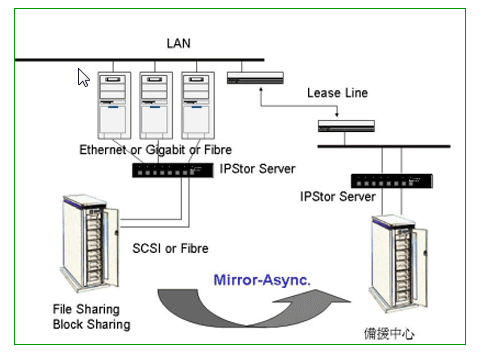 LAN
Lease Line
Ethernet or Gigabit or Fibre
IPStor Server
IPStor Server
SCSI or Fibre
Mirror-Async.
File Sharing
Block Sharing
備援中心